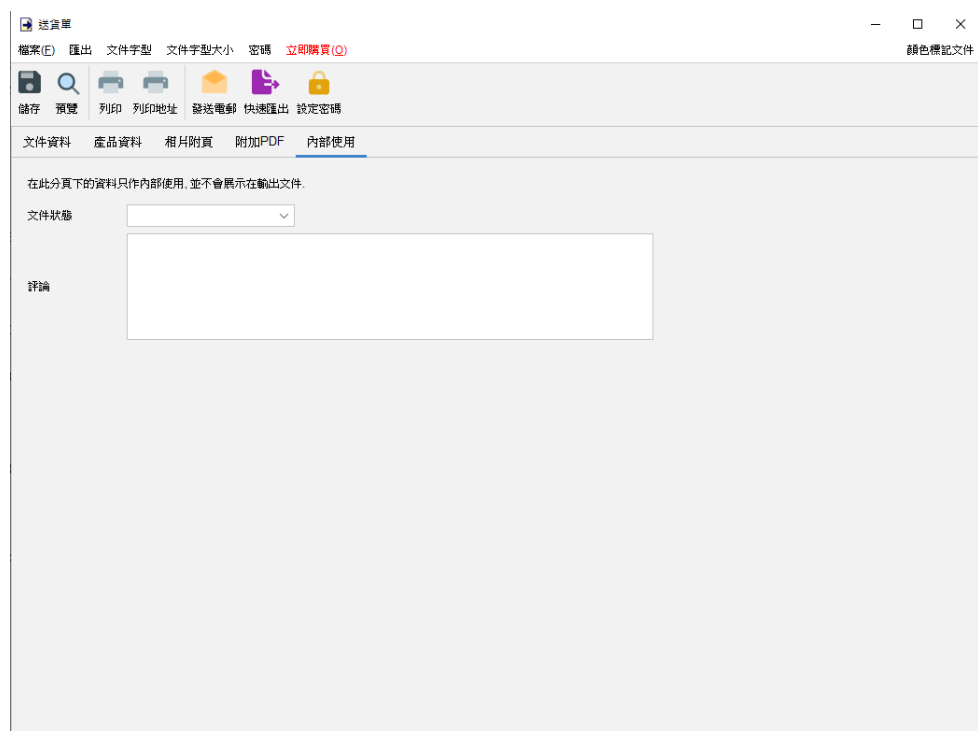 送貨單
檔案(F) 匯出 文件字型 文件字型大小 密碼 立即購買(O) 顏色標記文件
儲存 預覽 列印 列印地址 發送電郵 快速匯出 設定密碼
文件資料 產品資料 相片附頁 附加PDF 內部使用
在此分頁下的資料只作內部使用, 並不會展示在輸出文件.
文件狀態
評論